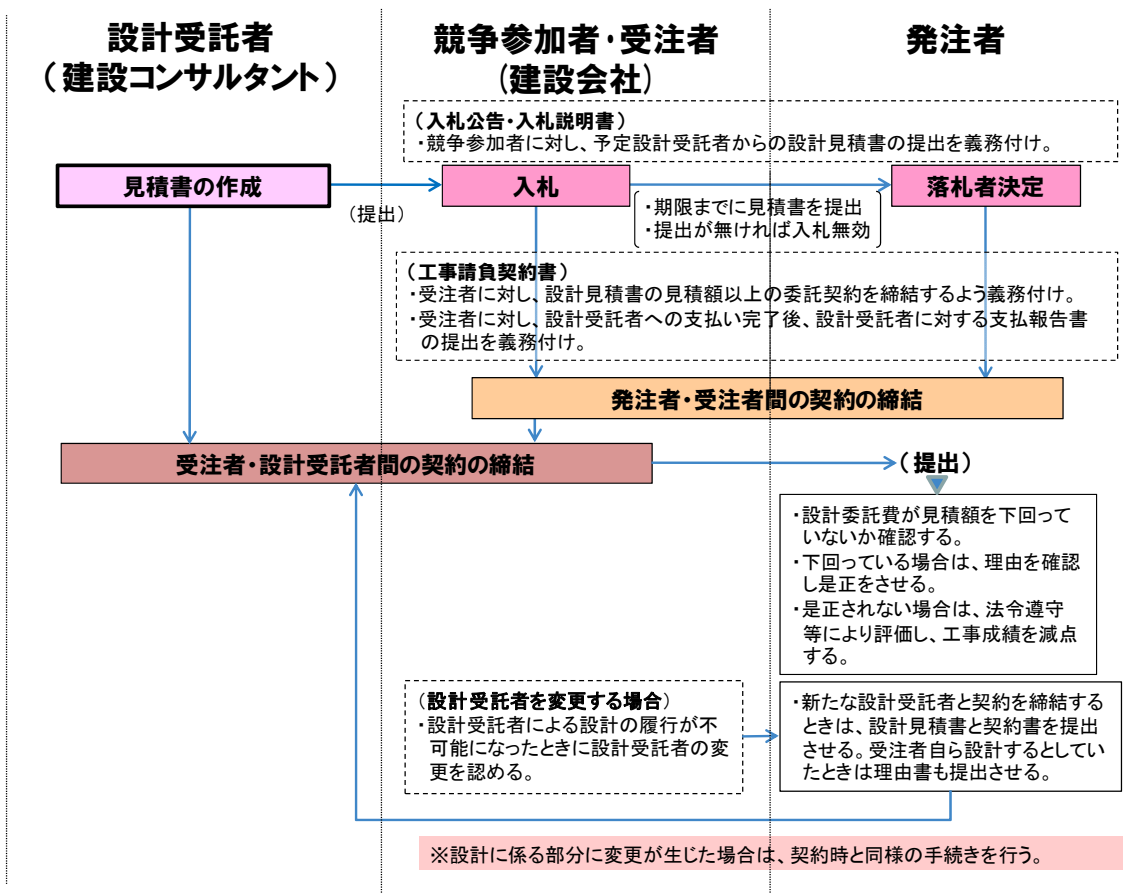 設計受託者
（建設コンサルタント）
競争参加者･受注者
(建設会社)
発注者
（入札公告･入札説明書）
・競争参加者に対し、予定設計受託者からの設計見積書の提出を義務付け。
見積書の作成
（提出）
入札
落札者決定
・期限までに見積書を提出
・提出が無ければ入札無効
（工事請負契約書）
・受注者に対し、設計見積書の見積額以上の委託契約を締結するよう義務付け。
・受注者に対し、設計受託者への支払い完了後、設計受託者に対する支払報告書
の提出を義務付け。
発注者･受注者間の契約の締結
受注者･設計受託者間の契約の締結
（提出）
・設計委託費が見積額を下回って
いないか確認する。
・下回っている場合は、理由を確認
し是正をさせる。
・是正されない場合は、法令遵守
等により評価し、工事成績を減点
する。
（設計受託者を変更する場合）
・設計受託者による設計の履行が不
可能になったときに設計受託者の変
更を認める。
・新たな設計受託者と契約を締結する
ときは、設計見積書と契約書を提出
させる。受注者自ら設計するとしてい
たときは理由書も提出させる。
※設計に係る部分に変更が生じた場合は、契約時と同様の手続きを行う。